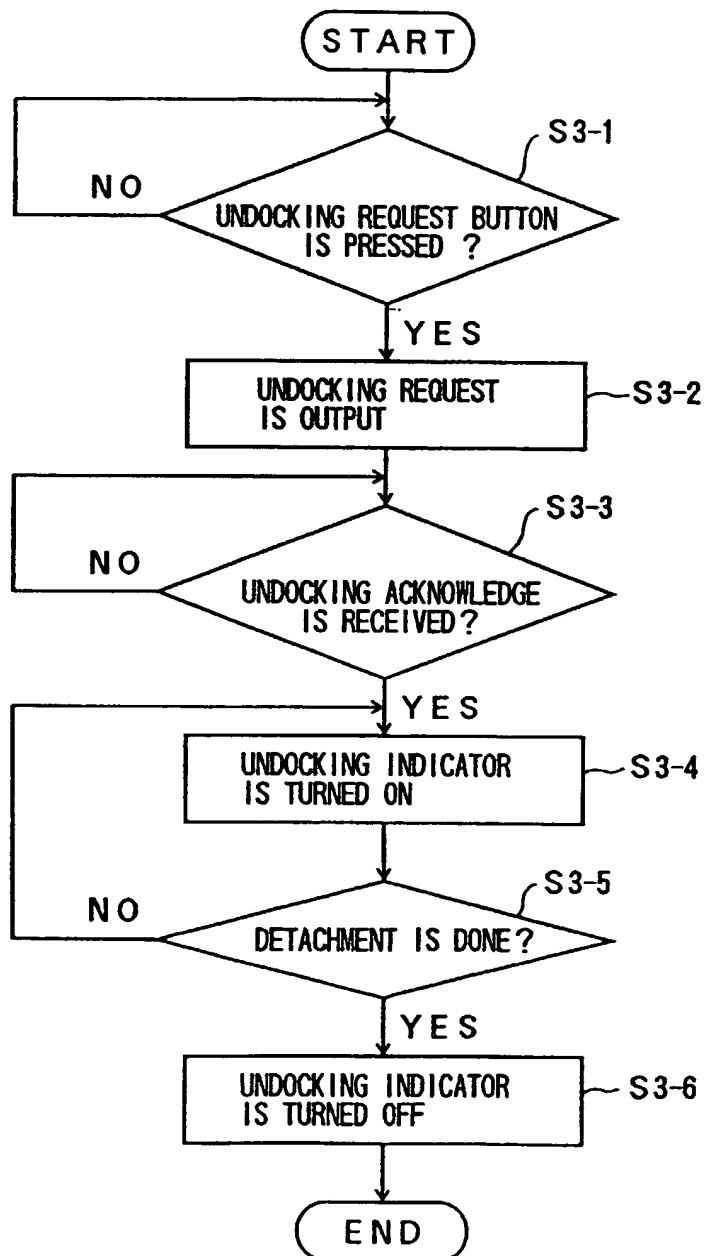 START
S3-1
NO
UNDOCKING REQUEST BUTTON
IS PRESSED ?
YES
UNDOCKING REQUEST
IS OUTPUT
S3-2
S3-3
NO
UNDOCKING ACKNOWLEDGE
IS RECEIVED?
YES
UNDOCKING INDICATOR
IS TURNED ON
S3-4
S3-5
NO
DETACHMENT IS DONE?
YES
UNDOCKING INDICATOR
IS TURNED OFF
S3-6
END